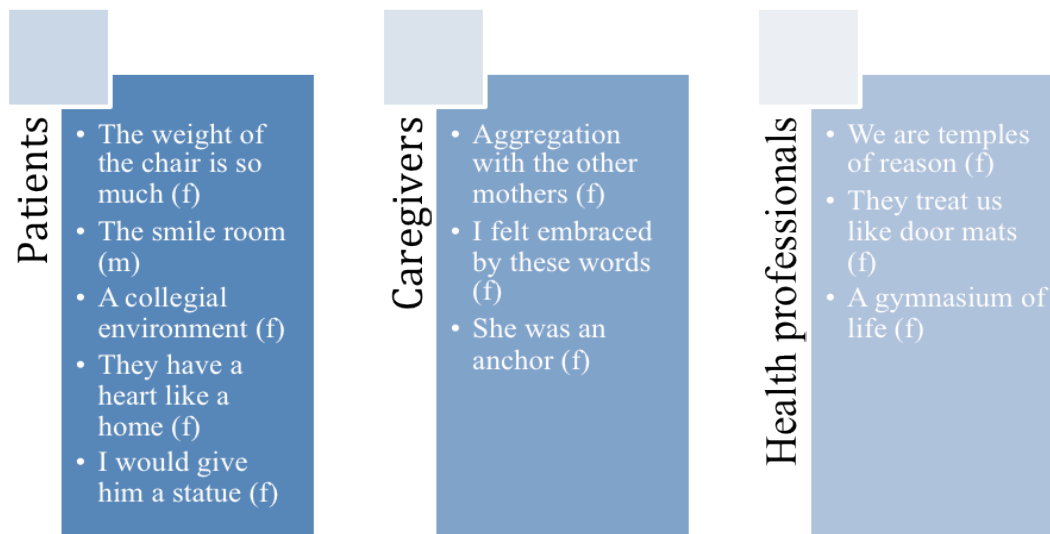 Patients
• The weight of
the chair is so
much (f)
• The smile room
(m)
• A collegial
environment (f)
• They have a
heart like a
home (f)
• I would give
him a statue (f)
Caregivers
• Aggregation
with the other
mothers (f)
• I felt embraced
by these words
(f)
• She was an
anchor (f)
Health professionals
• We are temples
of reason (f)
• They treat us
like door mats
(f)
• A gymnasium of
life (f)